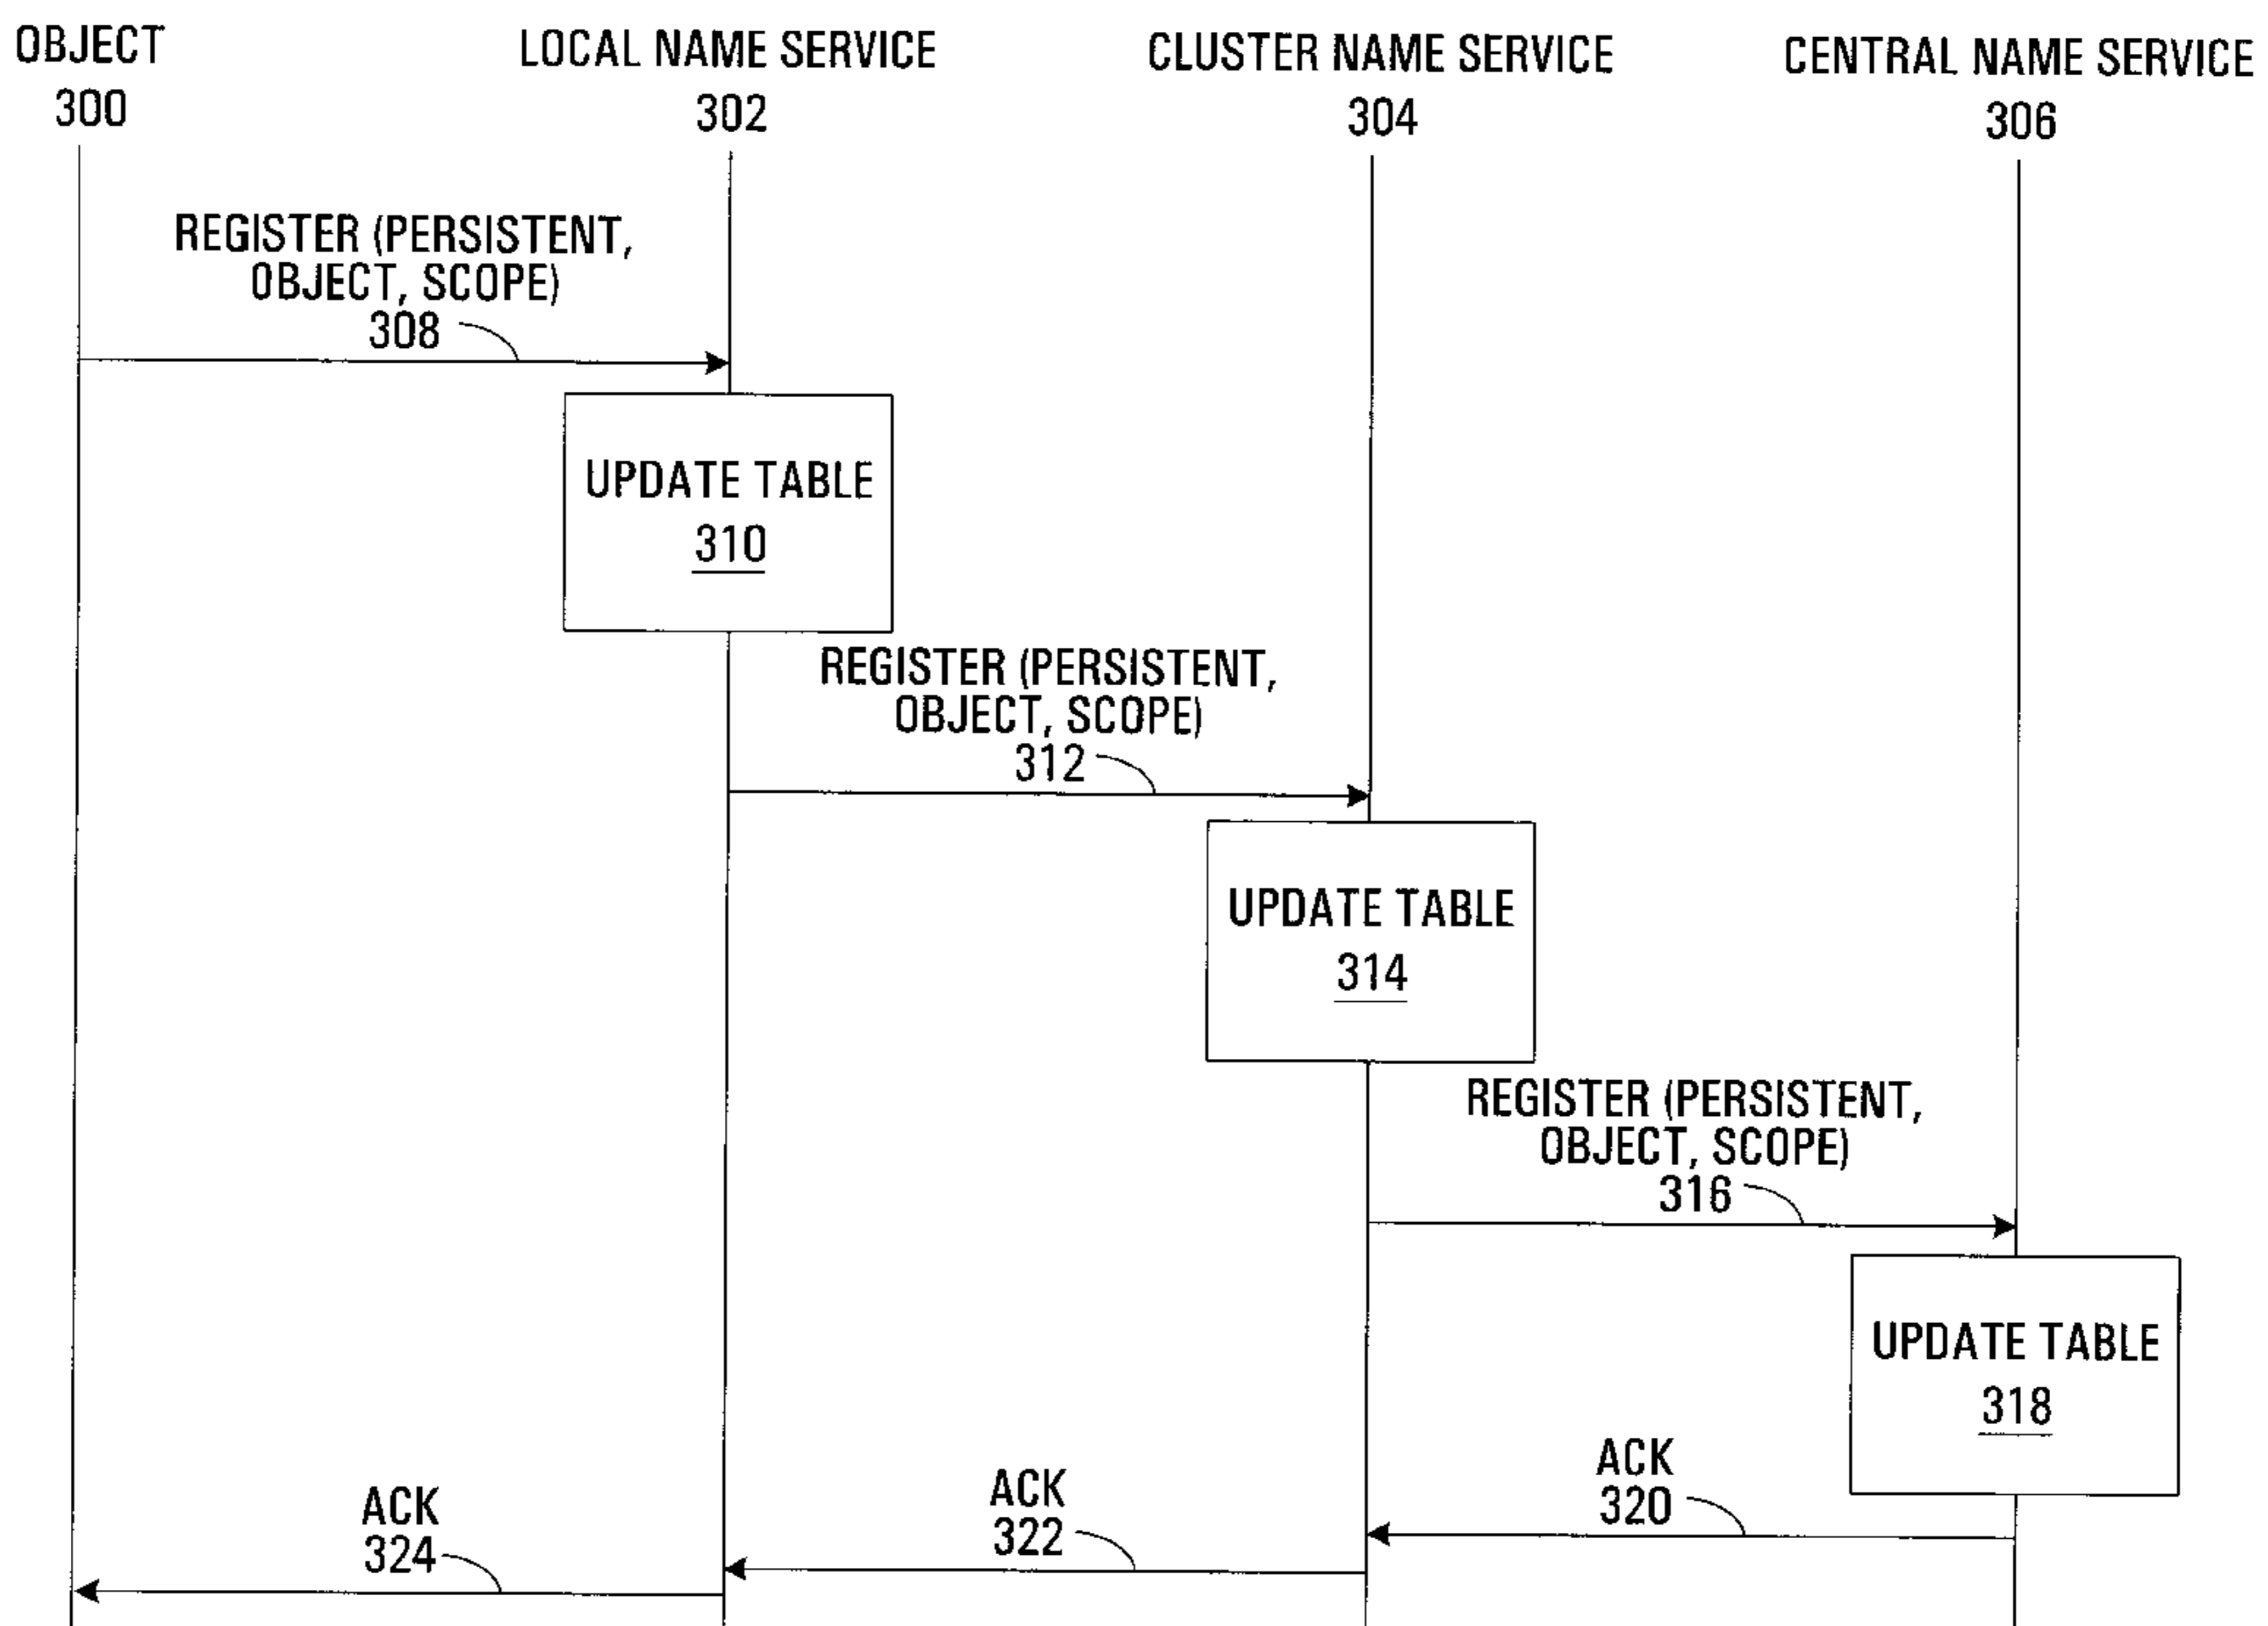 OBJECT
300
LOCAL NAME SERVICE
302
CLUSTER NAME SERVICE
304
CENTRAL NAME SERVICE
306
REGISTER (PERSISTENT,
OBJECT, SCOPE)
308
UPDATE TABLE
310
REGISTER (PERSISTENT,
OBJECT, SCOPE)
312
UPDATE TABLE
314
REGISTER (PERSISTENT,
OBJECT, SCOPE)
316
UPDATE TABLE
318
ACK
320
ACK
322
ACK
324